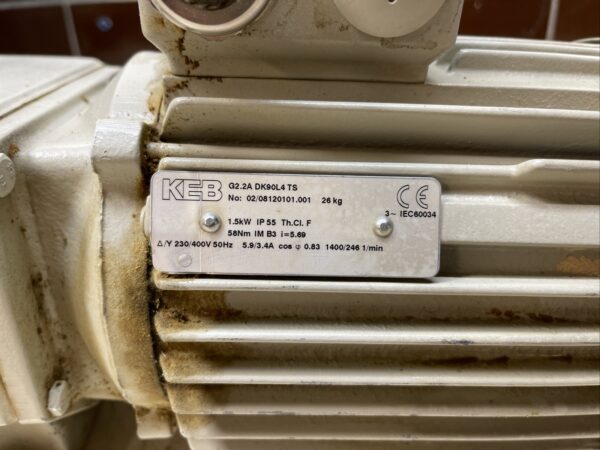 KEB G2.2A DK90L4 TS
No: 02/08120101.001 26 kg
CE
3~ IEC60034
1.5kW IP 55 Th.Cl. F
58Nm IM B3 i=5.69
Δ/Y 230/400V 50Hz 5.9/3.4A cos φ 0.83 1400/246 1/min